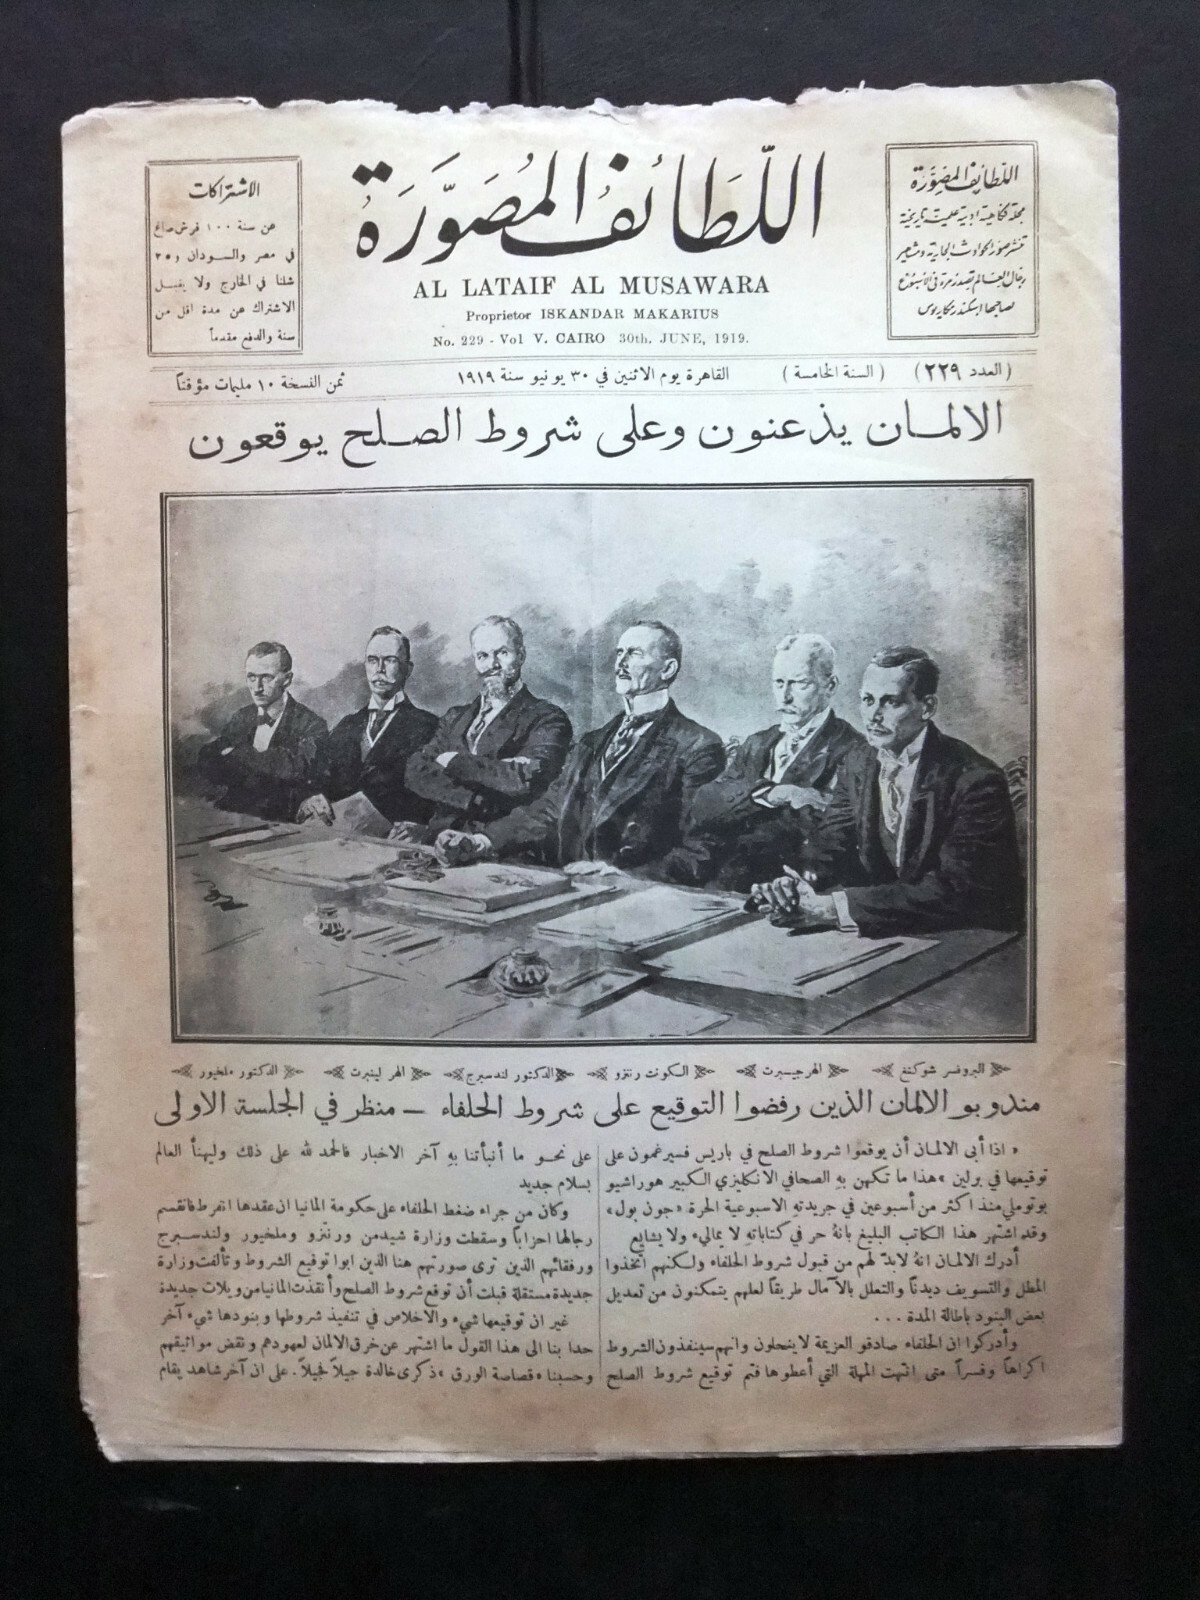 اللطائف المصورة
مجلة فكاهية ادبية علمية تاريخية
تنشر صور الحوادث الجارية ومشاهير
رجال العالم تصدر مرة في الاسبوع
صاحبها اسكندر مكاريوس
اللطائف المصورة
AL LATAIF AL MUSAWARA
Proprietor ISKANDAR MAKARIUS
No. 229 - Vol V. CAIRO 30th. JUNE, 1919.
الاشتراكات
عن سنة ١٠٠ قرش صاغ
في مصر والسودان و٢٥
شلنا في الخارج ولا يقبل
الاشتراك عن مدة اقل من
سنة والدفع مقدماً
(العدد ٢٢٩) (السنة الخامسة) القاهرة يوم الاثنين في ٣٠ يونيو سنة ١٩١٩ ثمن النسخة ١٠ مليمات مؤقتاً
الالمان يذعنون وعلى شروط الصلح يوقعون
البروفسر شوكنغ الهر جيسبرت الكونت رنتزو الدكتور لندسبرج الهر لينبرت الدكتور ملخيور
مندوبو الالمان الذين رفضوا التوقيع على شروط الحلفاء – منظر في الجلسة الاولى
« اذا أبى الالمان أن يوقعوا شروط الصلح في باريس فسيرغمون على
توقيعها في برلين » هذا ما تكهن به الصحافي الانكليزي الكبير هوراشيو
بوتوملي منذ اكثر من أسبوعين في جريدته الاسبوعية الحرة « جون بول »
وقد اشتهر هذا الكاتب البليغ بانهُ حر في كتاباته لا يماليء ولا يشايع
أدرك الالمان انهُ لابدّ لهم من قبول شروط الحلفاء ولكنهم اتخذوا
المطل والتسويف ديدناً والتعلل بالآمال طريقاً لعلهم يتمكنون من تعديل
بعض البنود باطالة المدة . . .
وأدركوا ان الحلفاء صادقو العزيمة لا يتحلون وانهم سينفذون الشروط
اكراهاً وقسراً متى انتهت المهلة التي أعطوها فتم توقيع شروط الصلح
على نحو ما أنبأتنا به آخر الاخبار فالحمد لله على ذلك وليهنأ العالم
بسلام جديد
وكان من جراء ضغط الحلفاء على حكومة المانيا ان عقدها انفرط فانقسم
رجالها احزاباً وسقطت وزارة شيدمن ورنتزو وملخيور ولندسبرج
ورفقائهم الذين ترى صورتهم هنا الذين ابوا توقيع الشروط وتألفت وزارة
جديدة مستقلة قبلت أن توقع شروط الصلح وأنقذت المانيا من ويلات جديدة
غير ان توقيعها شيء والاخلاص في تنفيذ شروطها وبنودها شيء آخر
حدا بنا الى هذا القول ما اشتهر عن خرق الالمان لعهودهم ونقض مواثيقهم
وحسبنا « قصاصة الورق » ذكرى خالدة جيلاً فجيلاً . على ان آخر شاهد يقام